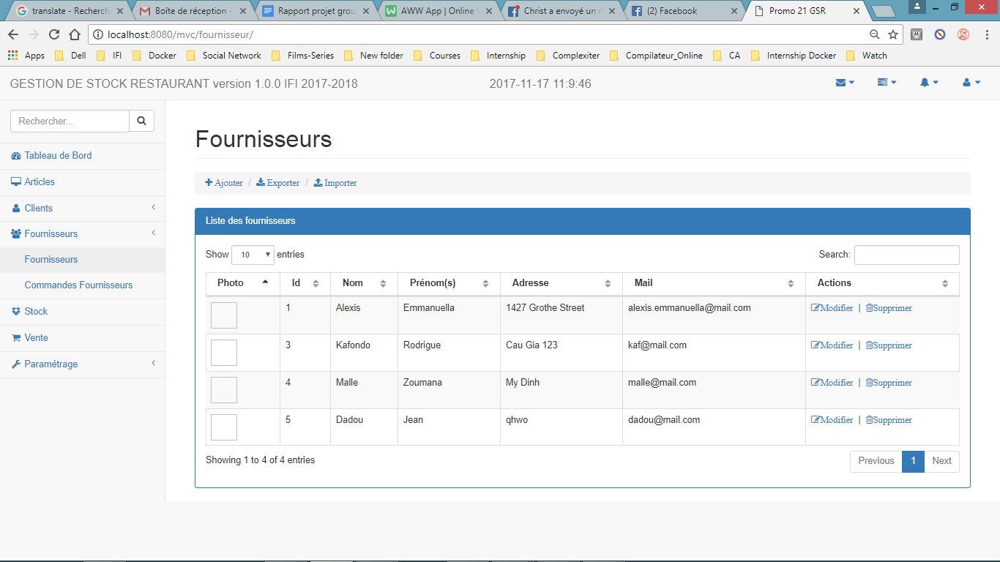 translate - Recherch
Boîte de réception -
Rapport projet grou
AWW App | Online
Christ a envoyé un
(2) Facebook
Promo 21 GSR
localhost:8080/mvc/fournisseur/
Apps Dell IFI Docker Social Network Films-Series New folder Courses Internship Complexiter Compilateur_Online CA Internship Docker Watch
GESTION DE STOCK RESTAURANT version 1.0.0 IFI 2017-2018 2017-11-17 11:9:46
Rechercher...
Tableau de Bord
Articles
Clients
Fournisseurs
Fournisseurs
Commandes Fournisseurs
Stock
Vente
Paramétrage
Fournisseurs
Ajouter / Exporter / Importer
Liste des fournisseurs
Show 10 entries Search:
Photo Id Nom Prénom(s) Adresse Mail Actions
1 Alexis Emmanuella 1427 Grothe Street alexis.emmanuella@mail.com Modifier | Supprimer
3 Kafondo Rodrigue Cau Gia 123 kaf@mail.com Modifier | Supprimer
4 Malle Zoumana My Dinh malle@mail.com Modifier | Supprimer
5 Dadou Jean qhwo dadou@mail.com Modifier | Supprimer
Showing 1 to 4 of 4 entries Previous 1 Next